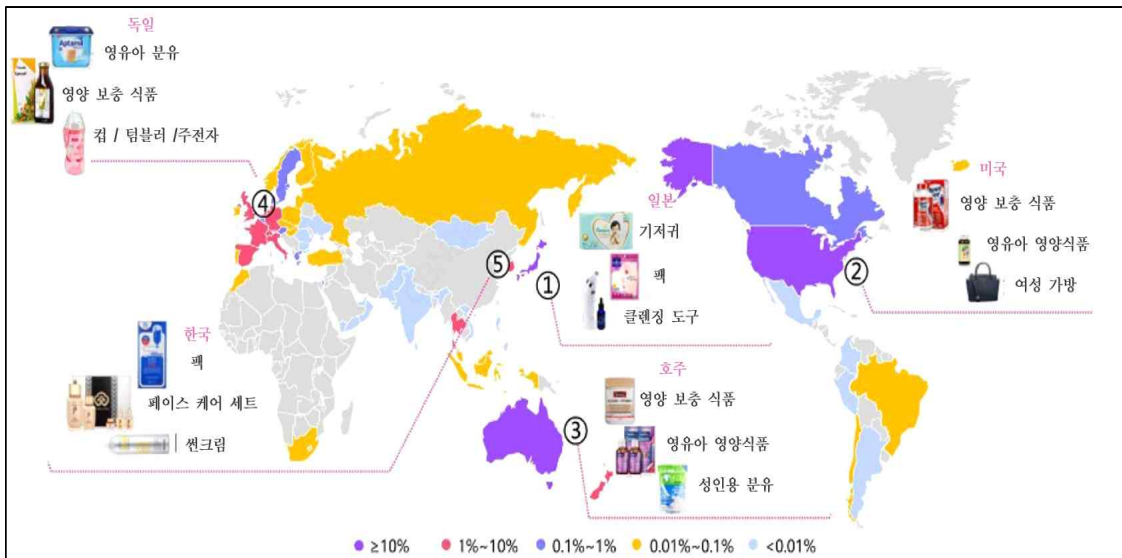 독일
영유아 분유
영양 보충 식품
컵 / 텀블러 /주전자
④
한국
팩
페이스 케어 세트
썬크림
⑤
일본
기저귀
팩
클렌징 도구
①
호주
영양 보충 식품
영유아 영양식품
성인용 분유
③
미국
영양 보충 식품
영유아 영양식품
여성 가방
②
≥10%
1%~10%
0.1%~1%
0.01%~0.1%
<0.01%